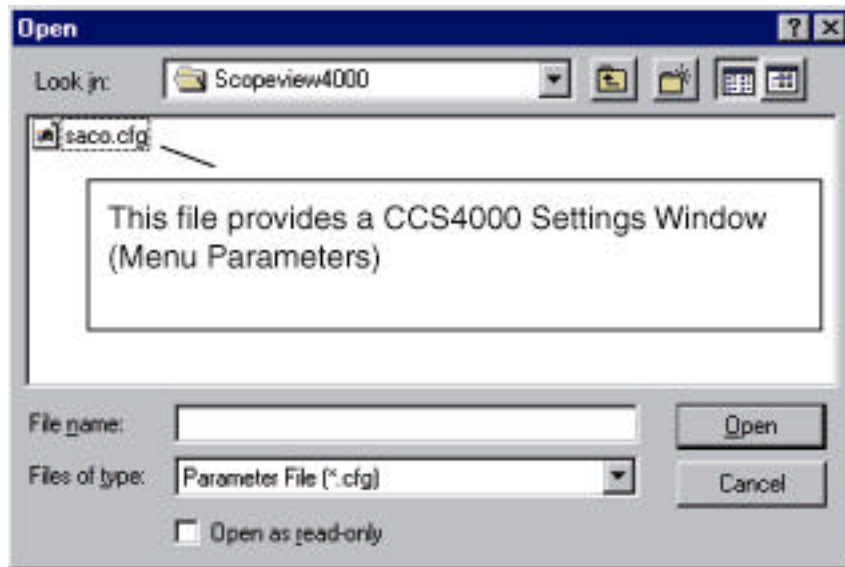 Open
Look in: Scopeview4000
saco.cfg
This file provides a CCS4000 Settings Window
(Menu Parameters)
File name: Open
Files of type: Parameter File (*.cfg) Cancel
Open as read-only